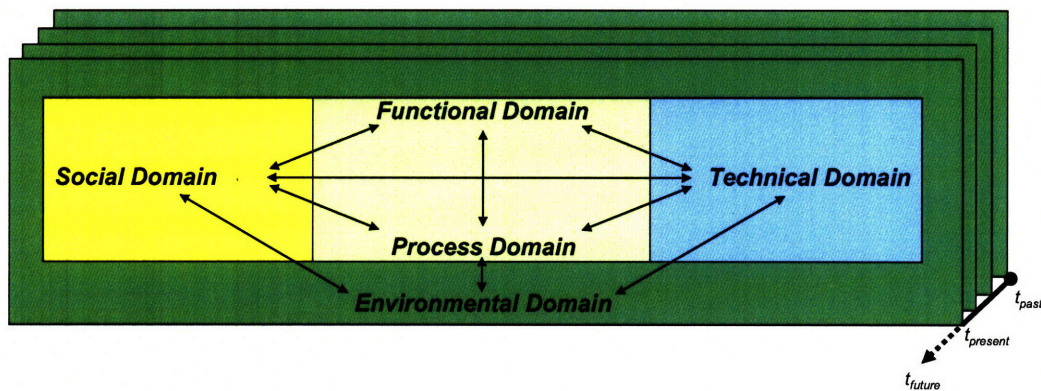 Functional Domain
Social Domain
Technical Domain
Process Domain
Environmental Domain
t_past
t_present
t_future